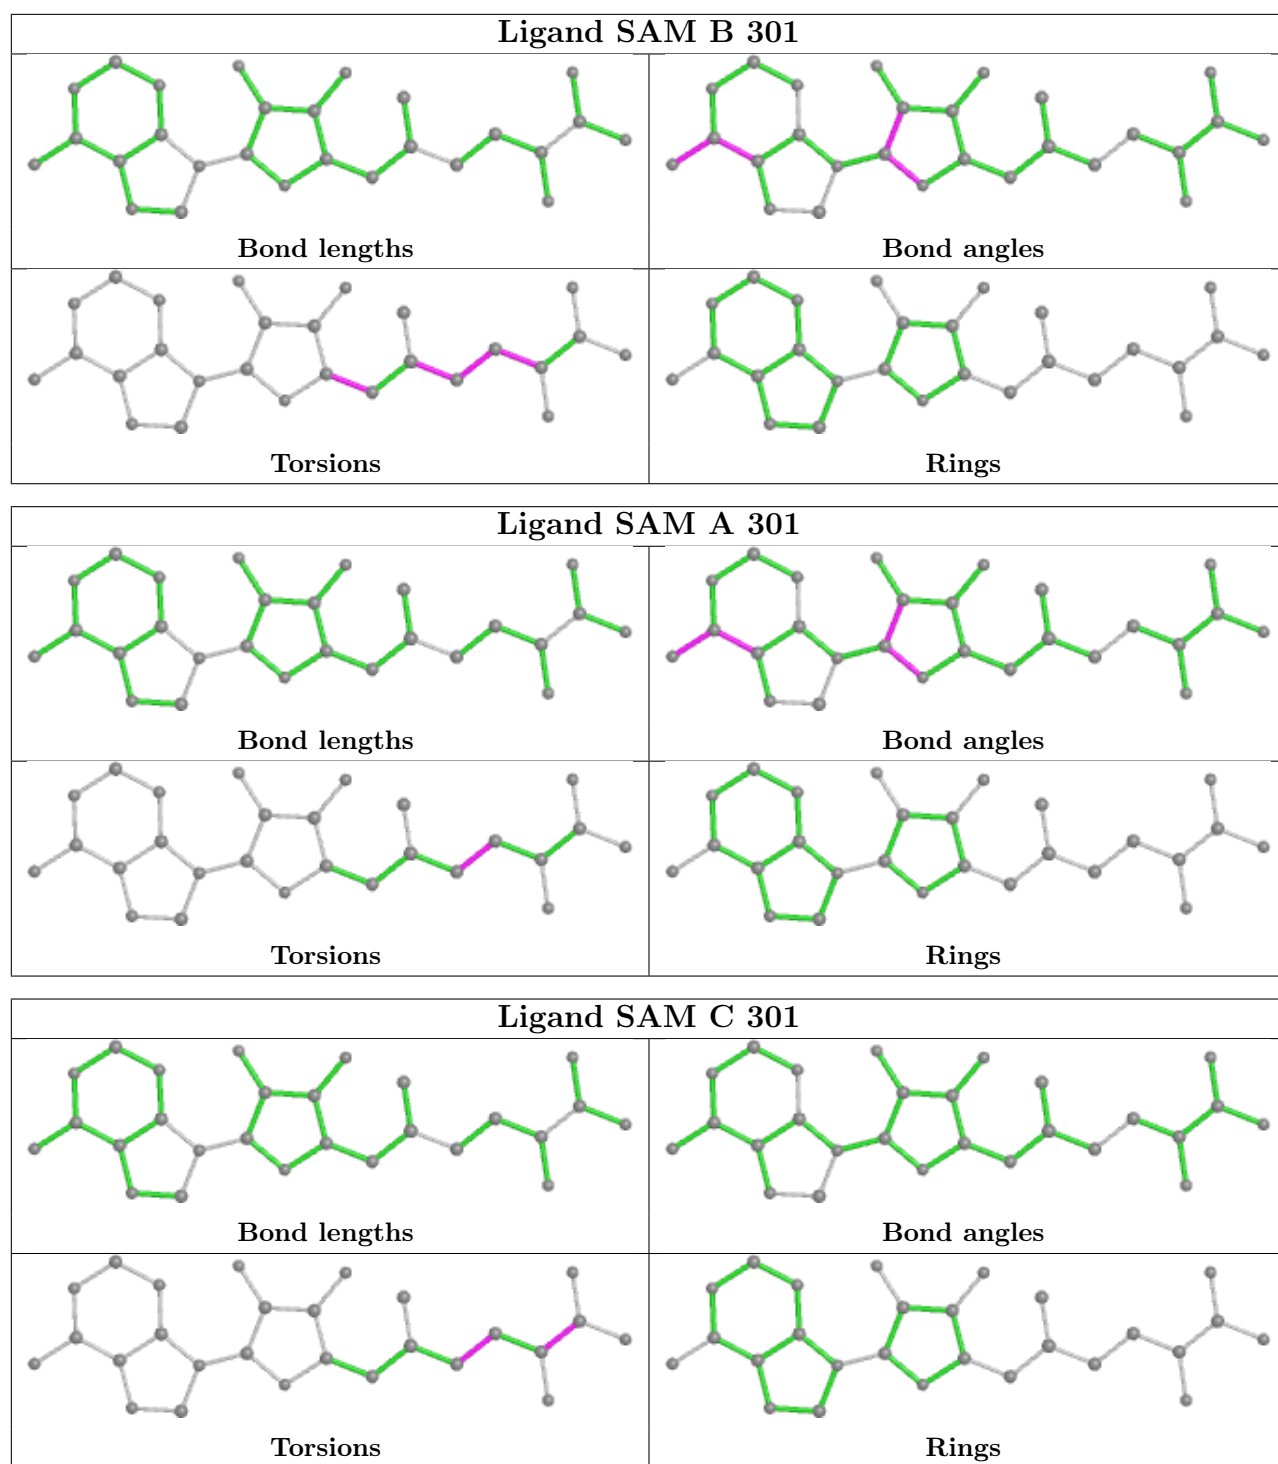 Ligand SAM B 301
Bond lengths
Bond angles
Torsions
Rings
Ligand SAM A 301
Bond lengths
Bond angles
Torsions
Rings
Ligand SAM C 301
Bond lengths
Bond angles
Torsions
Rings